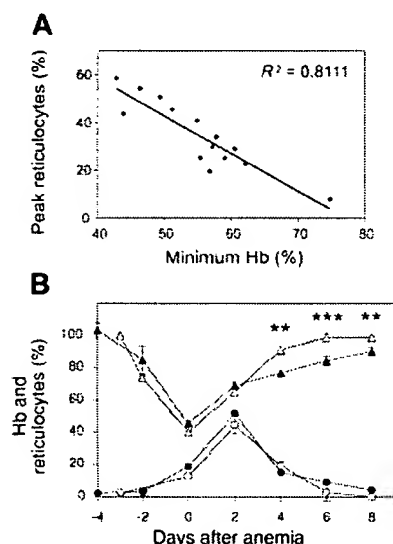 A
Peak reticulocytes (%)
60
40
20
0
R² = 0.8111
40 50 60 70 80
Minimum Hb (%)
B
Hb and
reticulocytes (%)
100
80
60
40
20
0
★★ ★★★ ★★
-4 -2 0 2 4 6 8
Days after anemia